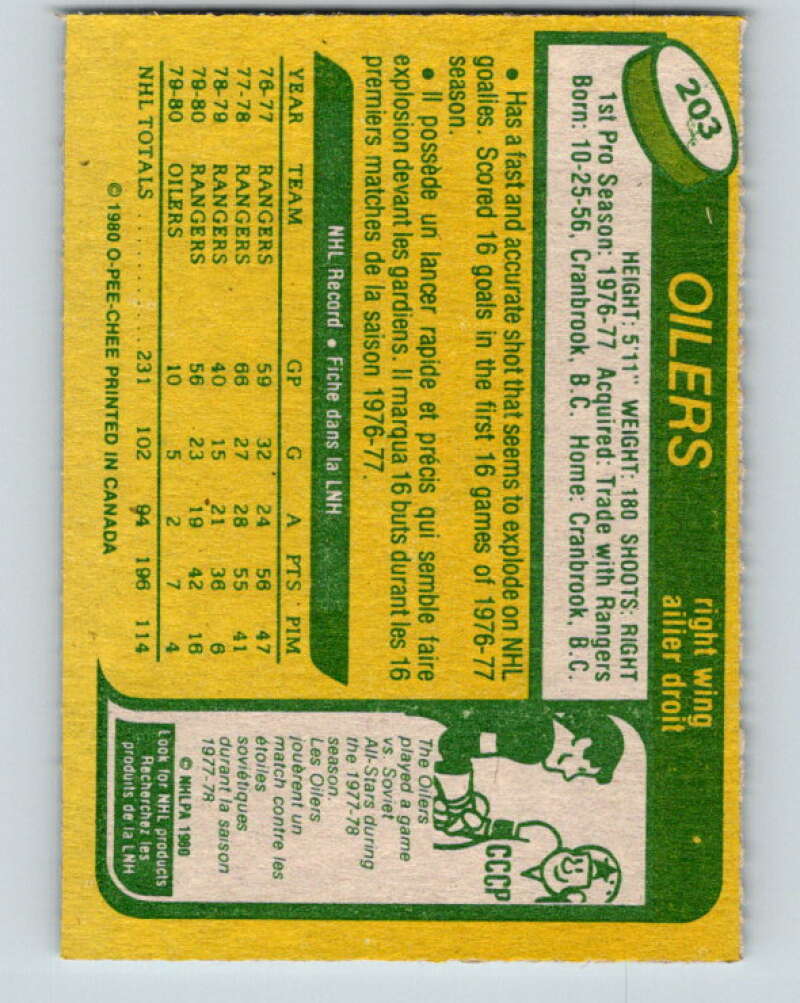 203
OILERS
right wing
ailier droit
HEIGHT: 5'11" WEIGHT: 180 SHOOTS: RIGHT
1st Pro Season: 1976-77 Acquired: Trade with Rangers
Born: 10-25-56, Cranbrook, B.C. Home: Cranbrook, B.C.
• Has a fast and accurate shot that seems to explode on NHL
goalies. Scored 16 goals in the first 16 games of 1976-77
season.
• Il possède un lancer rapide et précis qui semble faire
explosion devant les gardiens. Il marqua 16 buts durant les 16
premiers matches de la saison 1976-77.
NHL Record • Fiche dans la LNH
YEAR TEAM GP G A PTS PIM
76-77 RANGERS 59 32 24 56 47
77-78- RANGERS 66 27 28 55 41
78-79 RANGERS 40 15 21 36 6
79-80 RANGERS 56 23 19 42 16
79-80 OILERS 10 5 2 7 4
NHL TOTALS . . . . . . . . . . 231 102 94 196 114
© 1980 O-PEE-CHEE PRINTED IN CANADA
CCCP
The Oilers
played a game
vs. Soviet
All-Stars during
the 1977-78
season.
Les Oilers
jouèrent un
match contre les
étoiles
soviétiques
durant la saison
1977-78
© NHLPA 1980
Look for NHL products
Recherchez les
produits de la LNH